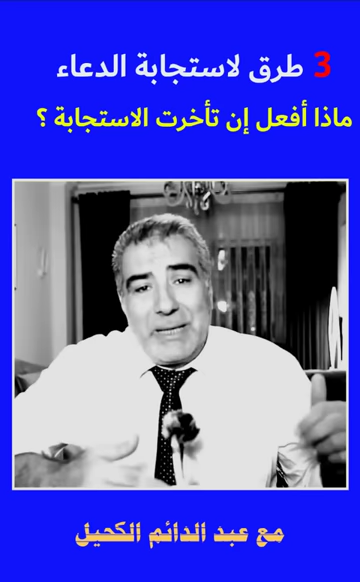 3 طرق لاستجابة الدعاء
ماذا أفعل إن تأخرت الاستجابة ؟
مع عبد الدائم الكحيل